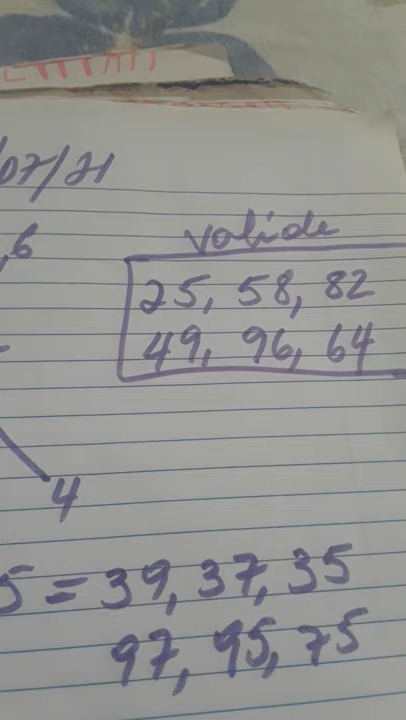 /07/21
,6
valide
25, 58, 82
49, 96, 64
4
5 = 39, 37, 35
97, 95, 75